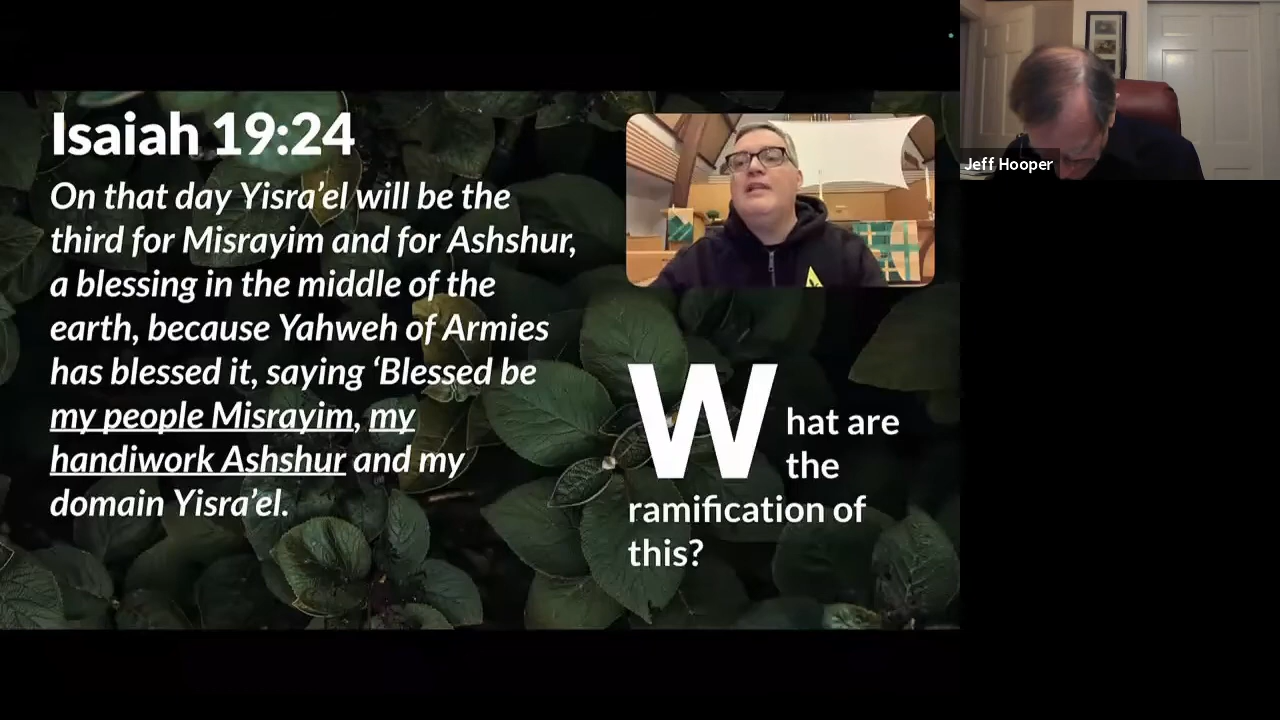 Isaiah 19:24
On that day Yisra’el will be the
third for Misrayim and for Ashshur,
a blessing in the middle of the
earth, because Yahweh of Armies
has blessed it, saying ‘Blessed be
my people Misrayim, my
handiwork Ashshur and my
domain Yisra’el.
What are
the
ramification of
this?
Jeff Hooper